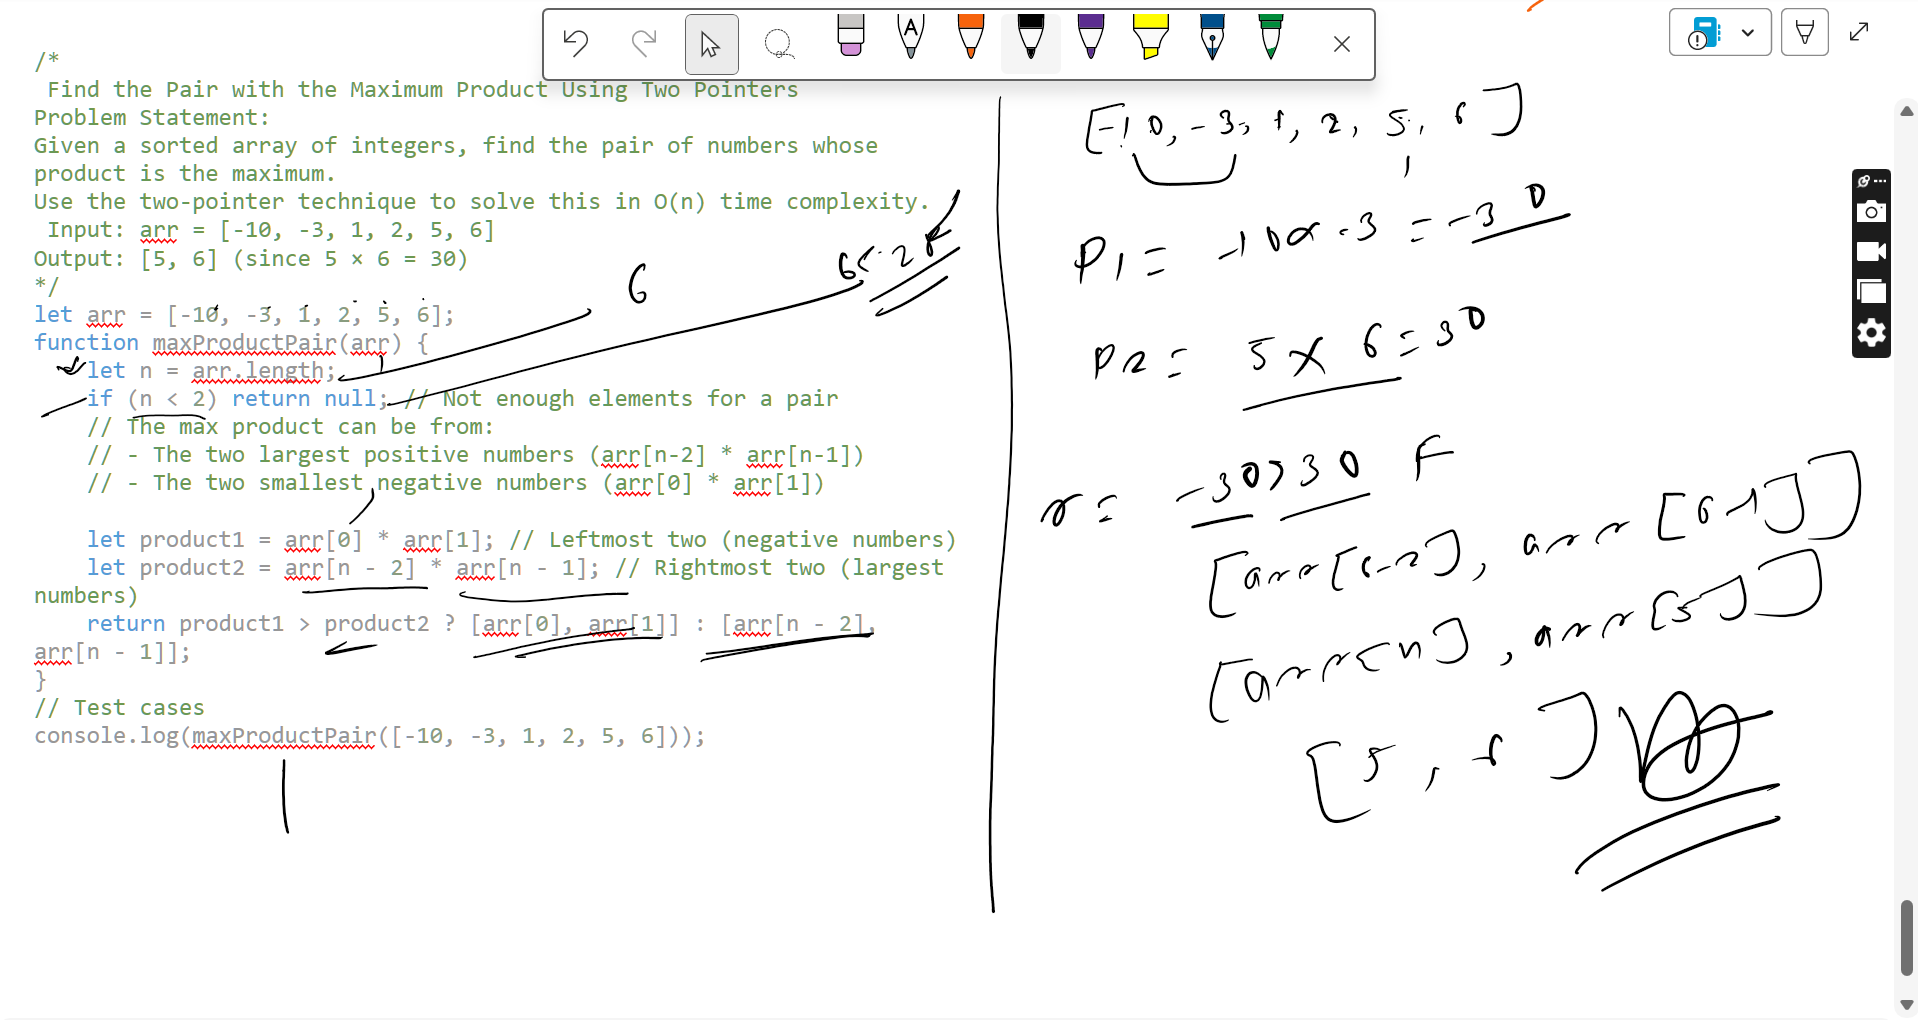 /*
Find the Pair with the Maximum Product Using Two Pointers
Problem Statement:
Given a sorted array of integers, find the pair of numbers whose
product is the maximum.
Use the two-pointer technique to solve this in O(n) time complexity.
Input: arr = [-10, -3, 1, 2, 5, 6]
Output: [5, 6] (since 5 × 6 = 30)
*/
let arr = [-10, -3, 1, 2, 5, 6];
function maxProductPair(arr) {
let n = arr.length;
if (n < 2) return null; // Not enough elements for a pair
// The max product can be from:
// - The two largest positive numbers (arr[n-2] * arr[n-1])
// - The two smallest negative numbers (arr[0] * arr[1])
let product1 = arr[0] * arr[1]; // Leftmost two (negative numbers)
let product2 = arr[n - 2] * arr[n - 1]; // Rightmost two (largest
numbers)
return product1 > product2 ? [arr[0], arr[1]] : [arr[n - 2],
arr[n - 1]];
}
// Test cases
console.log(maxProductPair([-10, -3, 1, 2, 5, 6]));
6
6 < 2 F
[-10, -3, 1, 2, 5, 6]
P1 = -10 x -3 = -30
P2 = 5 x 6 = 30
r = -30 > 30 F
[arr[6-2], arr[6-1]]
[arr[4], arr[5]]
[5, 6]